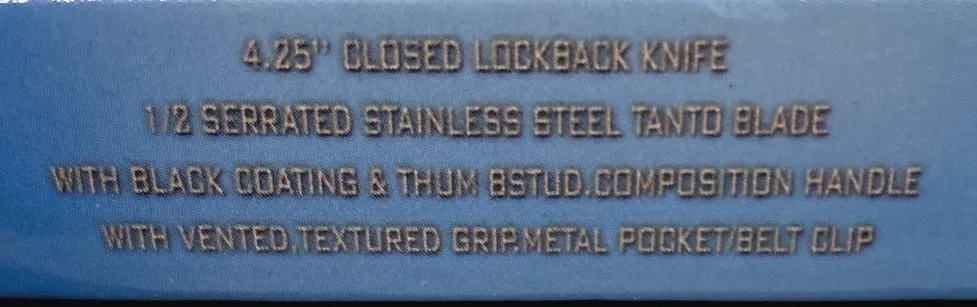 4.25" CLOSED LOCKBACK KNIFE
1/2 SERRATED STAINLESS STEEL TANTO BLADE
WITH BLACK COATING & THUM BSTUD.COMPOSITION HANDLE
WITH VENTED,TEXTURED GRIP.METAL POCKET/BELT CLIP